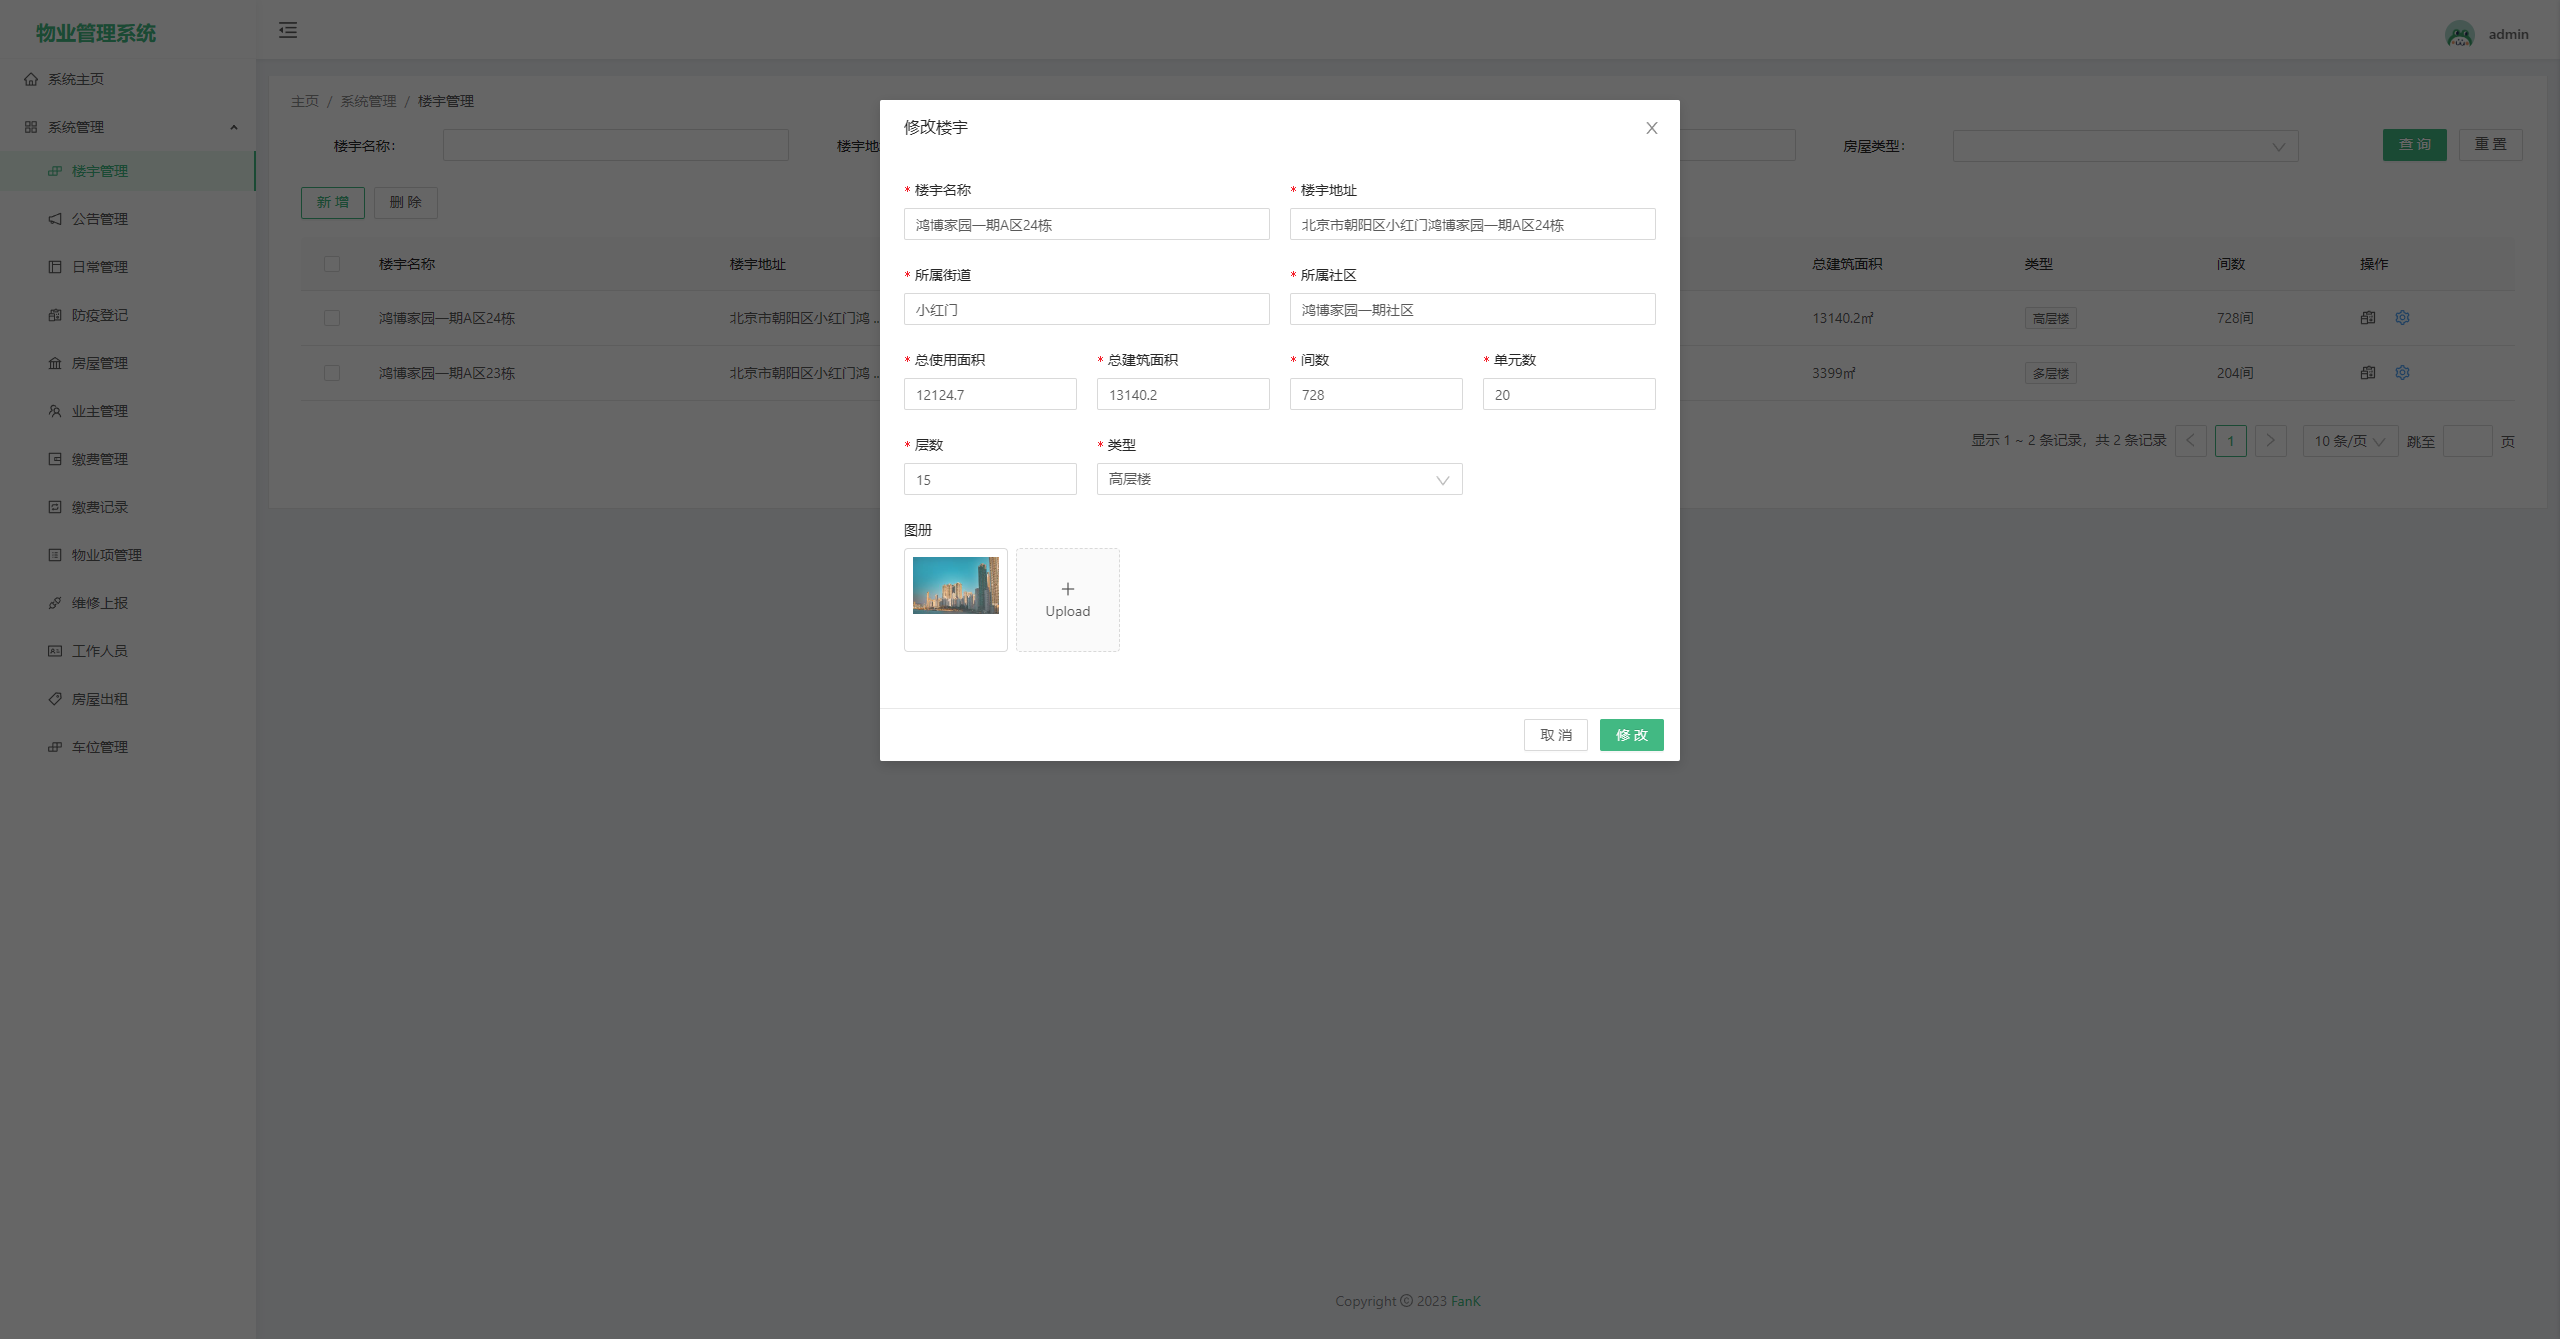 物业管理系统
admin
系统主页
系统管理
楼宇管理
公告管理
日常管理
防疫登记
房屋管理
业主管理
缴费管理
缴费记录
物业项管理
维修上报
工作人员
房屋出租
车位管理
主页 / 系统管理 / 楼宇管理
楼宇名称:
楼宇地
房屋类型:
查 询
重 置
新 增
删 除
楼宇名称 楼宇地址 总建筑面积 类型 间数 操作
鸿博家园一期A区24栋 北京市朝阳区小红门鸿 ... 13140.2㎡ 高层楼 728间
鸿博家园一期A区23栋 北京市朝阳区小红门鸿 ... 3399㎡ 多层楼 204间
显示 1 ~ 2 条记录，共 2 条记录 < 1 > 10 条/页 跳至 页
修改楼宇
* 楼宇名称 * 楼宇地址
鸿博家园一期A区24栋 北京市朝阳区小红门鸿博家园一期A区24栋
* 所属街道 * 所属社区
小红门 鸿博家园一期社区
* 总使用面积 * 总建筑面积 * 间数 * 单元数
12124.7 13140.2 728 20
* 层数 * 类型
15 高层楼
图册
+
Upload
取 消 修 改
Copyright © 2023 FanK